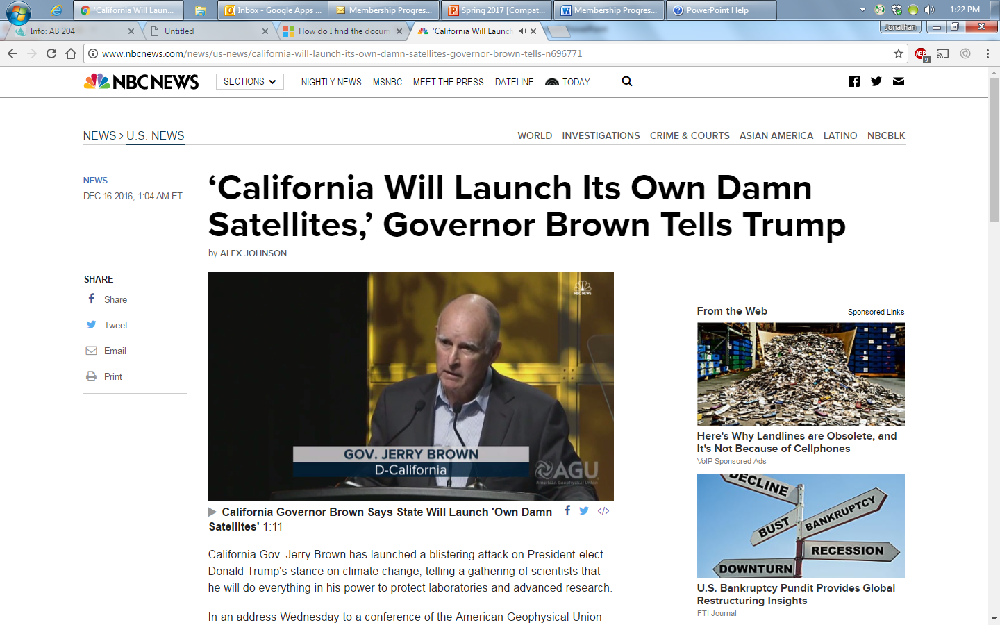 'California Will Laun...
Inbox - Google Apps ...
Membership Progres...
Spring 2017 [Compat...
Membership Progres...
PowerPoint Help
1:22 PM
Info: AB 204
Untitled
How do I find the docum
'California Will Launch
Jonathan
www.nbcnews.com/news/us-news/california-will-launch-its-own-damn-satellites-governor-brown-tells-n696771
ABP
9
NBC NEWS
SECTIONS
NIGHTLY NEWS
MSNBC
MEET THE PRESS
DATELINE
TODAY
NEWS > U.S. NEWS
WORLD
INVESTIGATIONS
CRIME & COURTS
ASIAN AMERICA
LATINO
NBCBLK
NEWS
DEC 16 2016, 1:04 AM ET
‘California Will Launch Its Own Damn
Satellites,’ Governor Brown Tells Trump
by ALEX JOHNSON
SHARE
Share
Tweet
Email
Print
NBC NEWS
GOV. JERRY BROWN
D-California
AGU
American Geophysical Union
California Governor Brown Says State Will Launch 'Own Damn
Satellites' 1:11
California Gov. Jerry Brown has launched a blistering attack on President-elect
Donald Trump's stance on climate change, telling a gathering of scientists that
he will do everything in his power to protect laboratories and advanced research.
In an address Wednesday to a conference of the American Geophysical Union
From the Web
Sponsored Links
Here's Why Landlines are Obsolete, and
It's Not Because of Cellphones
VoIP Sponsored Ads
DECLINE
BUST
BANKRUPTCY
RECESSION
DOWNTURN
U.S. Bankruptcy Pundit Provides Global
Restructuring Insights
FTI Journal